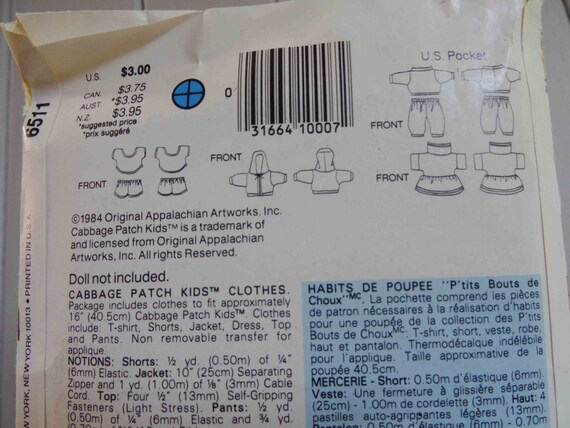 U.S. $3.00
CAN. $3.75
AUST. *$3.95
N.Z. $3.95
*suggested price
*prix suggéré
6511
0
31664 10007
U.S. Pocket
FRONT
FRONT
FRONT
FRONT
FRONT
©1984 Original Appalachian Artworks, Inc.
Cabbage Patch Kids™ is a trademark of
and licensed from Original Appalachian
Artworks, Inc. All rights Reserved.
NEW YORK 10013 • PRINTED IN U.S.A.
Doll not included.
CABBAGE PATCH KIDS™ CLOTHES.
Package includes clothes to fit approximately
16" (40.5cm) Cabbage Patch Kids™. Clothes
include: T-shirt, Shorts, Jacket, Dress, Top
and Pants. Non removable transfer for
applique.
NOTIONS: Shorts: ½ yd. (0.50m) of ¼"
(6mm) Elastic. Jacket: 10" (25cm) Separating
Zipper and 1 yd. (1.00m) of ⅛" (3mm) Cable
Cord. Top: Four ½" (13mm) Self-Gripping
Fasteners (Light Stress). Pants: ½ yd.
(0.50m) of ¼" (6mm) Elastic and ¾ yd.
HABITS DE POUPEE "P'tits Bouts de
Choux"MC. La pochette comprend les pièces
de patron nécessaires à la réalisation d'habits
pour une poupée de la collection des P'tits
Bouts de ChouxMC: T-shirt, short, veste, robe,
haut et pantalon. Thermodécalque indélébile
pour l'applique. Taille approximative de la
poupée 40.5cm.
MERCERIE - Short: 0.50m d'élastique (6mm).
Veste: Une fermeture à glissière séparable
(25cm) - 1.00m de cordelette (3mm). Haut: 4
pastilles auto-agrippantes légères (13mm).
Pantalon: 0.50m d'élastique (6mm) - 0.70m